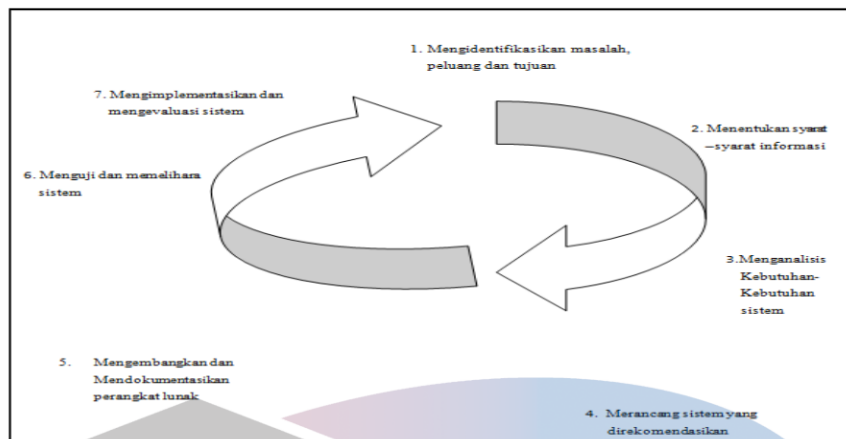 1. Mengidentifikasikan masalah,
peluang dan tujuan
2. Menentukan syarat
–syarat informasi
3.Menganalisis
Kebutuhan-
Kebutuhan
sistem
4. Merancang sistem yang
direkomendasikan
5. Mengembangkan dan
Mendokumentasikan
perangkat lunak
6. Menguji dan memelihara
sistem
7. Mengimplementasikan dan
mengevaluasi sistem